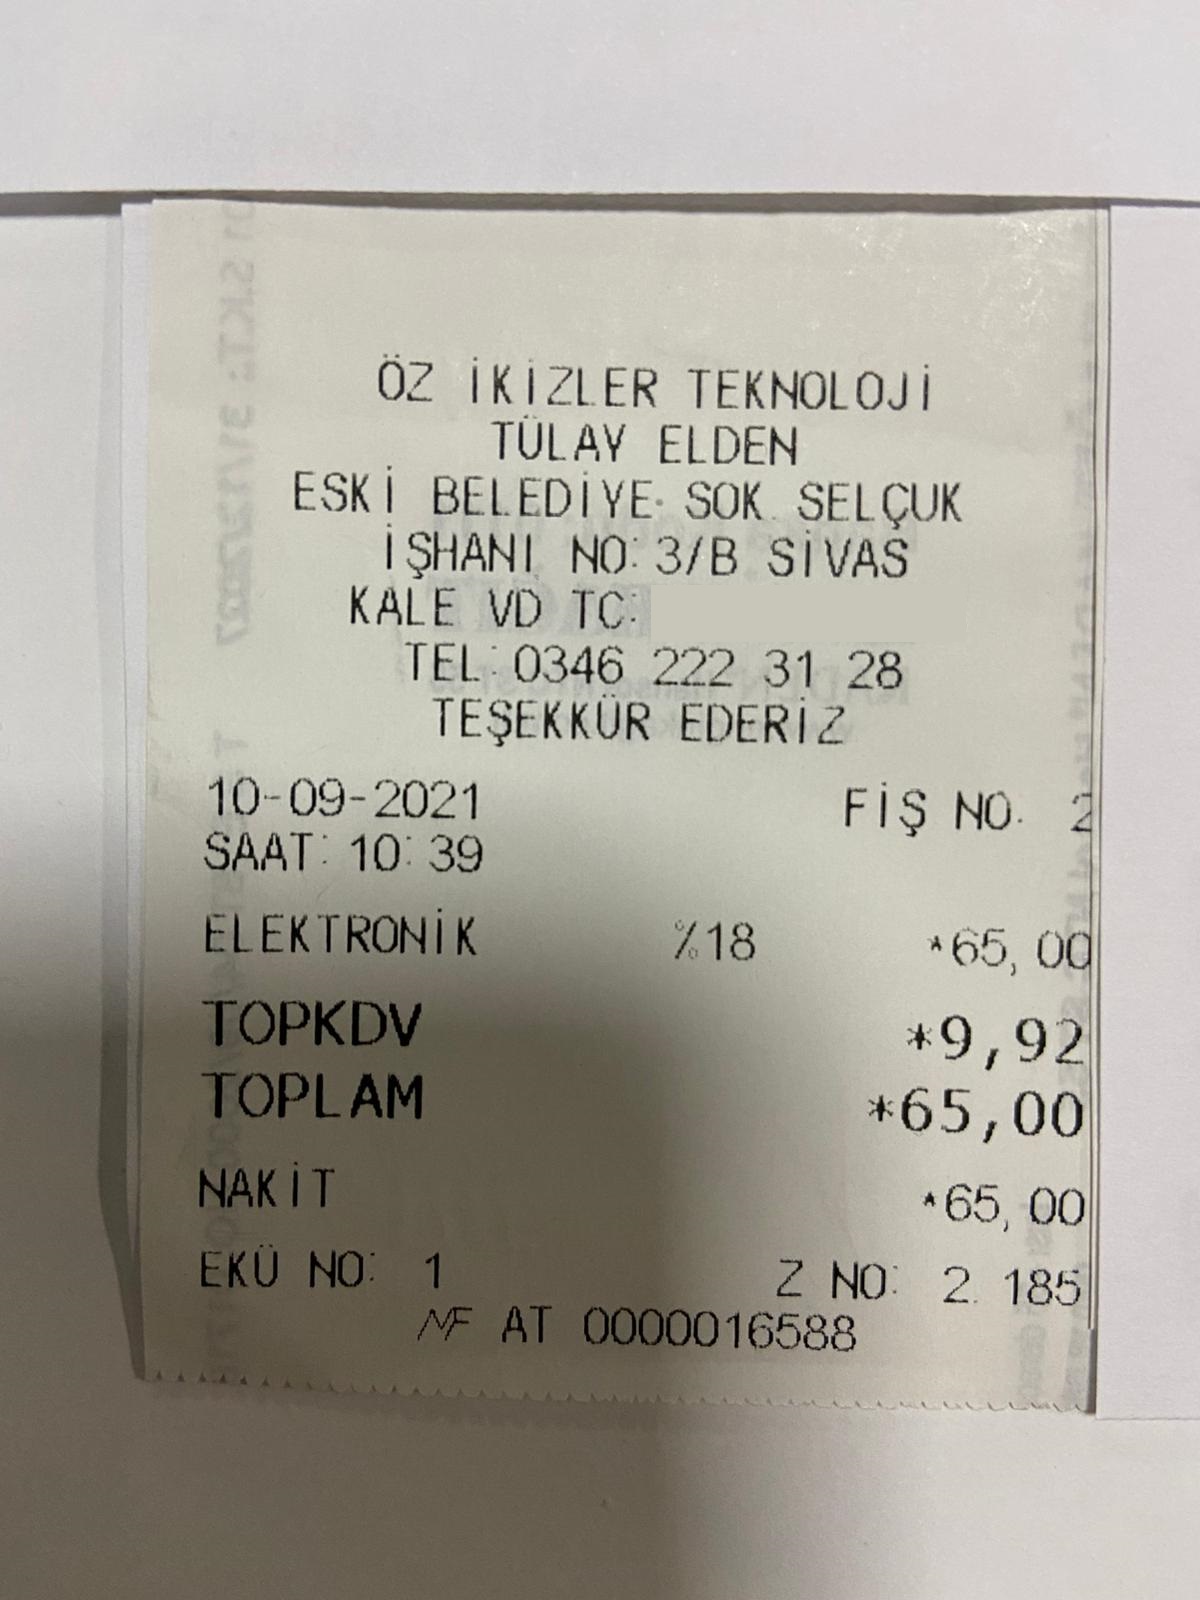 ÖZ İKİZLER TEKNOLOJİ
TÜLAY ELDEN
ESKİ BELEDİYE SOK. SELÇUK
İŞHANI NO:3/B SİVAS
KALE VD TC:
TEL:0346 222 31 28
TEŞEKKÜR EDERİZ
10-09-2021 FİŞ NO. 2
SAAT:10:39
ELEKTRONİK %18 *65,00
TOPKDV *9,92
TOPLAM *65,00
NAKİT *65,00
EKÜ NO: 1 Z NO: 2.185
MF AT 0000016588